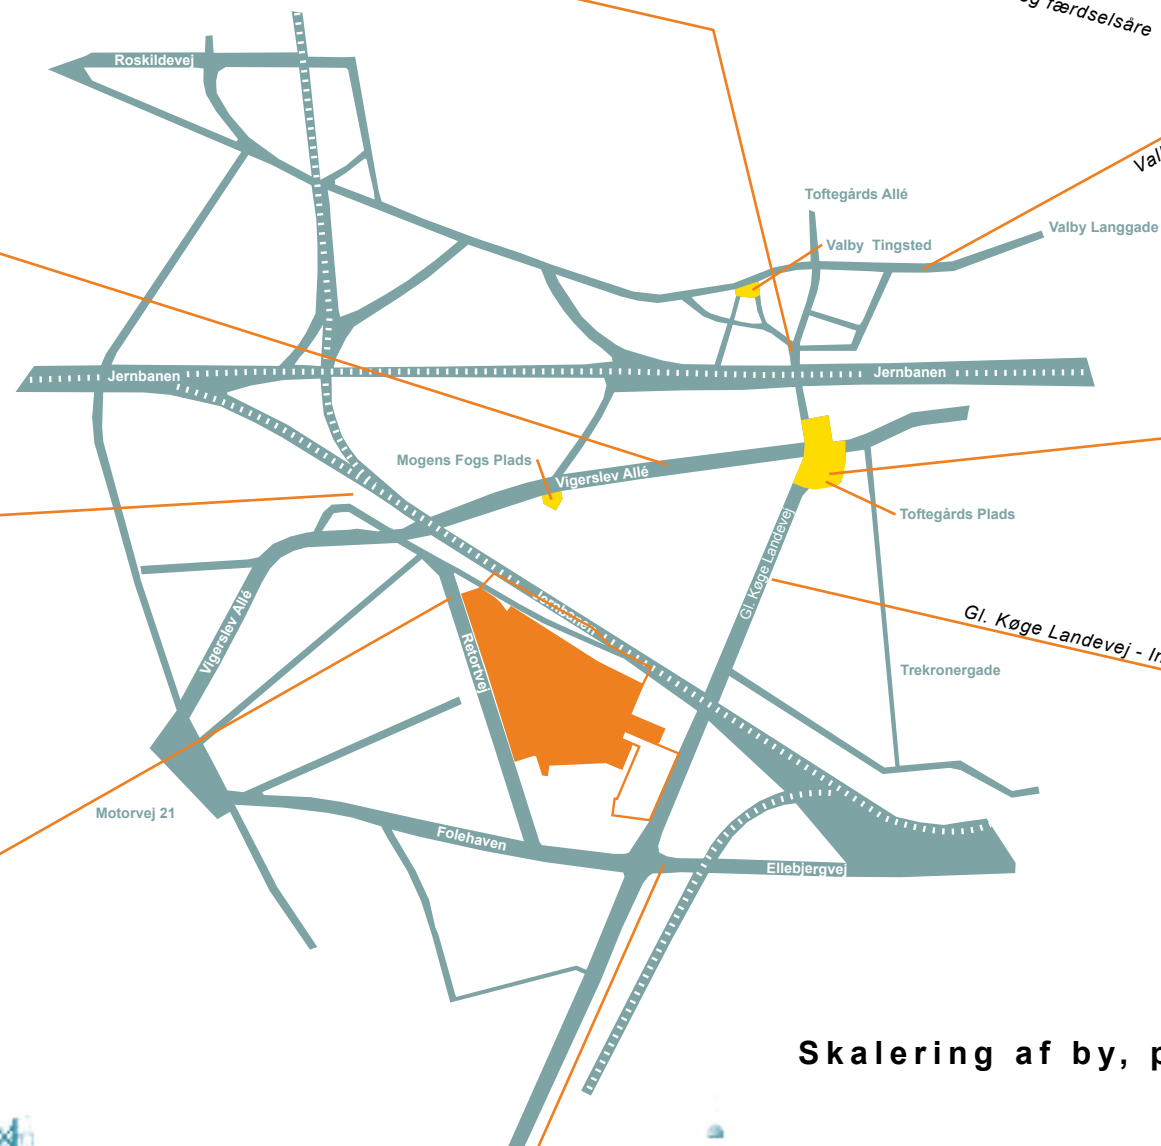 og færdselsåre
Roskildevej
Toftegårds Allé
Valby Langgade
Valby Tingsted
Jernbanen
Jernbanen
Mogens Fogs Plads
Vigerslev Allé
Toftegårds Plads
Gl. Køge Landevej
Vigerslev Allé
Jernbanen
Gl. Køge Landevej -
Retortvej
Trekronergade
Motorvej 21
Folehaven
Ellebjergvej
Skalering af by,